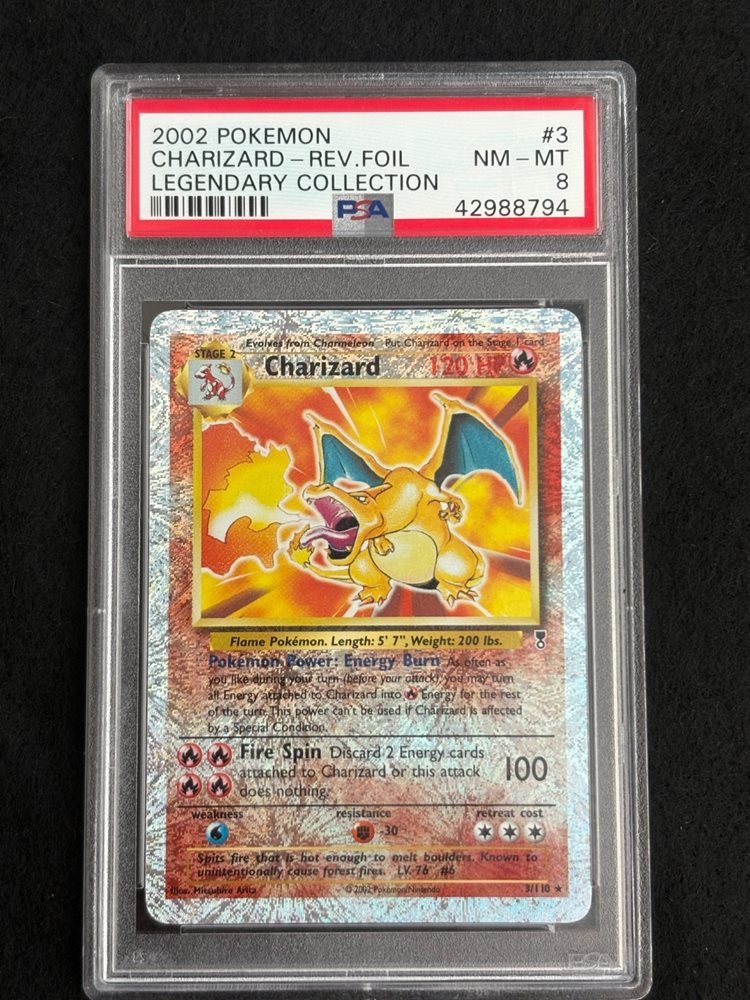 2002 POKEMON #3
CHARIZARD – REV.FOIL NM – MT
LEGENDARY COLLECTION 8
PSA 42988794
Evolves from Charmeleon Put Charizard on the Stage 1 card
STAGE 2
Charizard 120 HP
Flame Pokémon. Length: 5' 7", Weight: 200 lbs.
Pokémon Power: Energy Burn As often as
you like during your turn (before your attack), you may turn
all Energy attached to Charizard into Energy for the rest
of the turn. This power can't be used if Charizard is affected
by a Special Condition.
Fire Spin Discard 2 Energy cards
attached to Charizard or this attack
does nothing. 100
weakness resistance retreat cost
-30
Spits fire that is hot enough to melt boulders. Known to
unintentionally cause forest fires. LV. 76 #6
Illus. Mitsuhiro Arita © 2002 Pokémon/Nintendo 3/110 ★